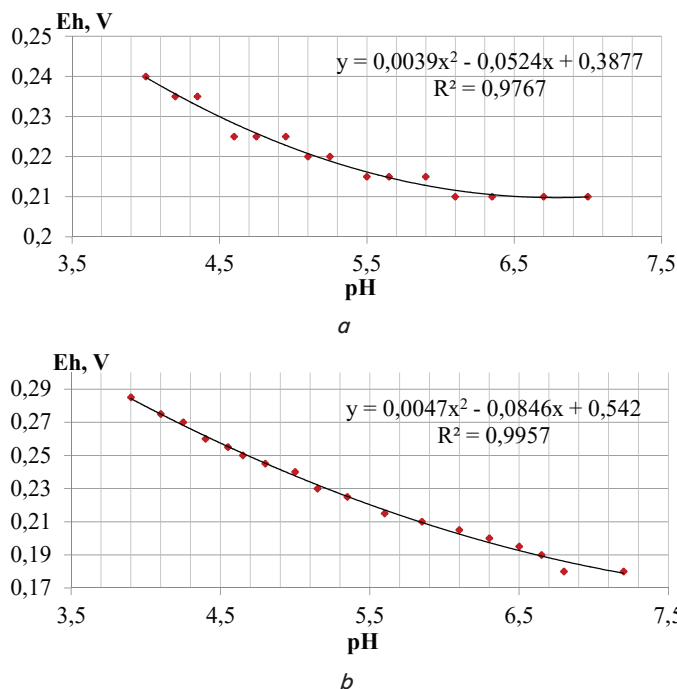 Eh, V
0,25
y = 0,0039x² - 0,0524x + 0,3877
0,24
R² = 0,9767
0,23
0,22
0,21
0,2
3,5 4,5 5,5 6,5 7,5
pH
a
Eh, V
0,29
y = 0,0047x² - 0,0846x + 0,542
0,27
R² = 0,9957
0,25
0,23
0,21
0,19
0,17
3,5 4,5 5,5 6,5 7,5
pH
b